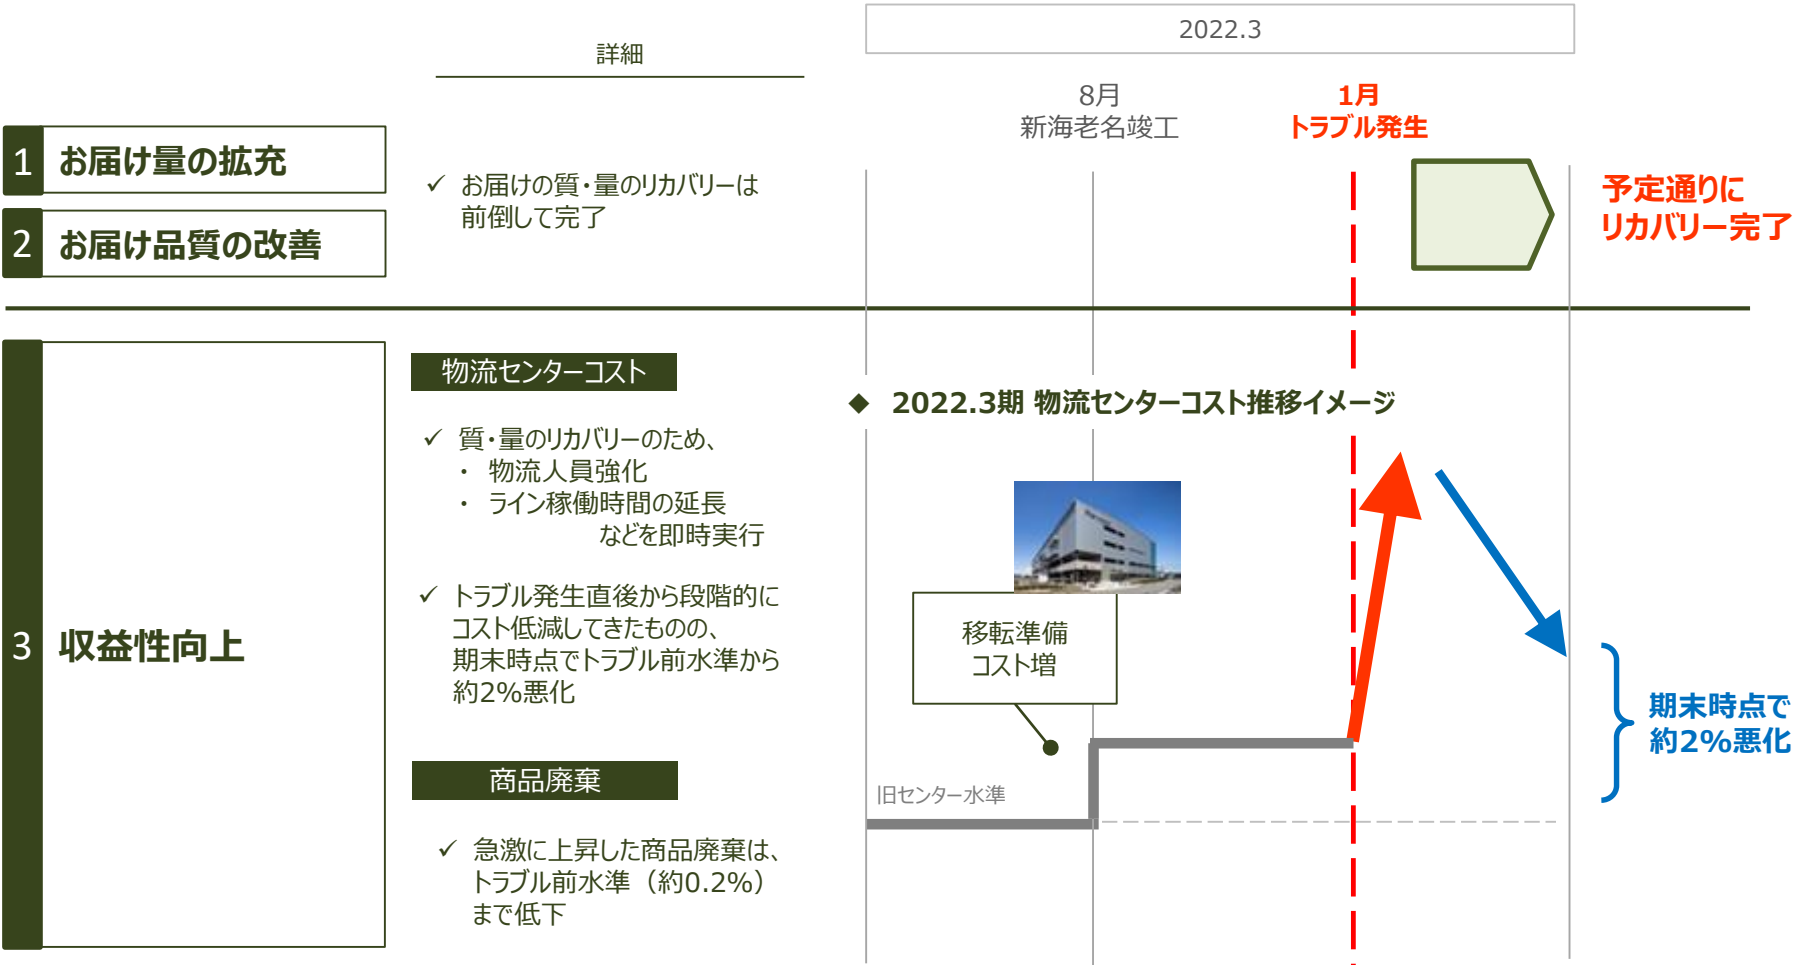 詳細
2022.3
8月
新海老名竣工
1月
トラブル発生
1 お届け量の拡充
2 お届け品質の改善
✓ お届けの質・量のリカバリーは
前倒して完了
予定通りに
リカバリー完了
3 収益性向上
物流センターコスト
✓ 質・量のリカバリーのため、
・ 物流人員強化
・ ライン稼働時間の延長
などを即時実行
✓ トラブル発生直後から段階的に
コスト低減してきたものの、
期末時点でトラブル前水準から
約2%悪化
商品廃棄
✓ 急激に上昇した商品廃棄は、
トラブル前水準（約0.2%）
まで低下
◆ 2022.3期 物流センターコスト推移イメージ
移転準備
コスト増
旧センター水準
期末時点で
約2%悪化